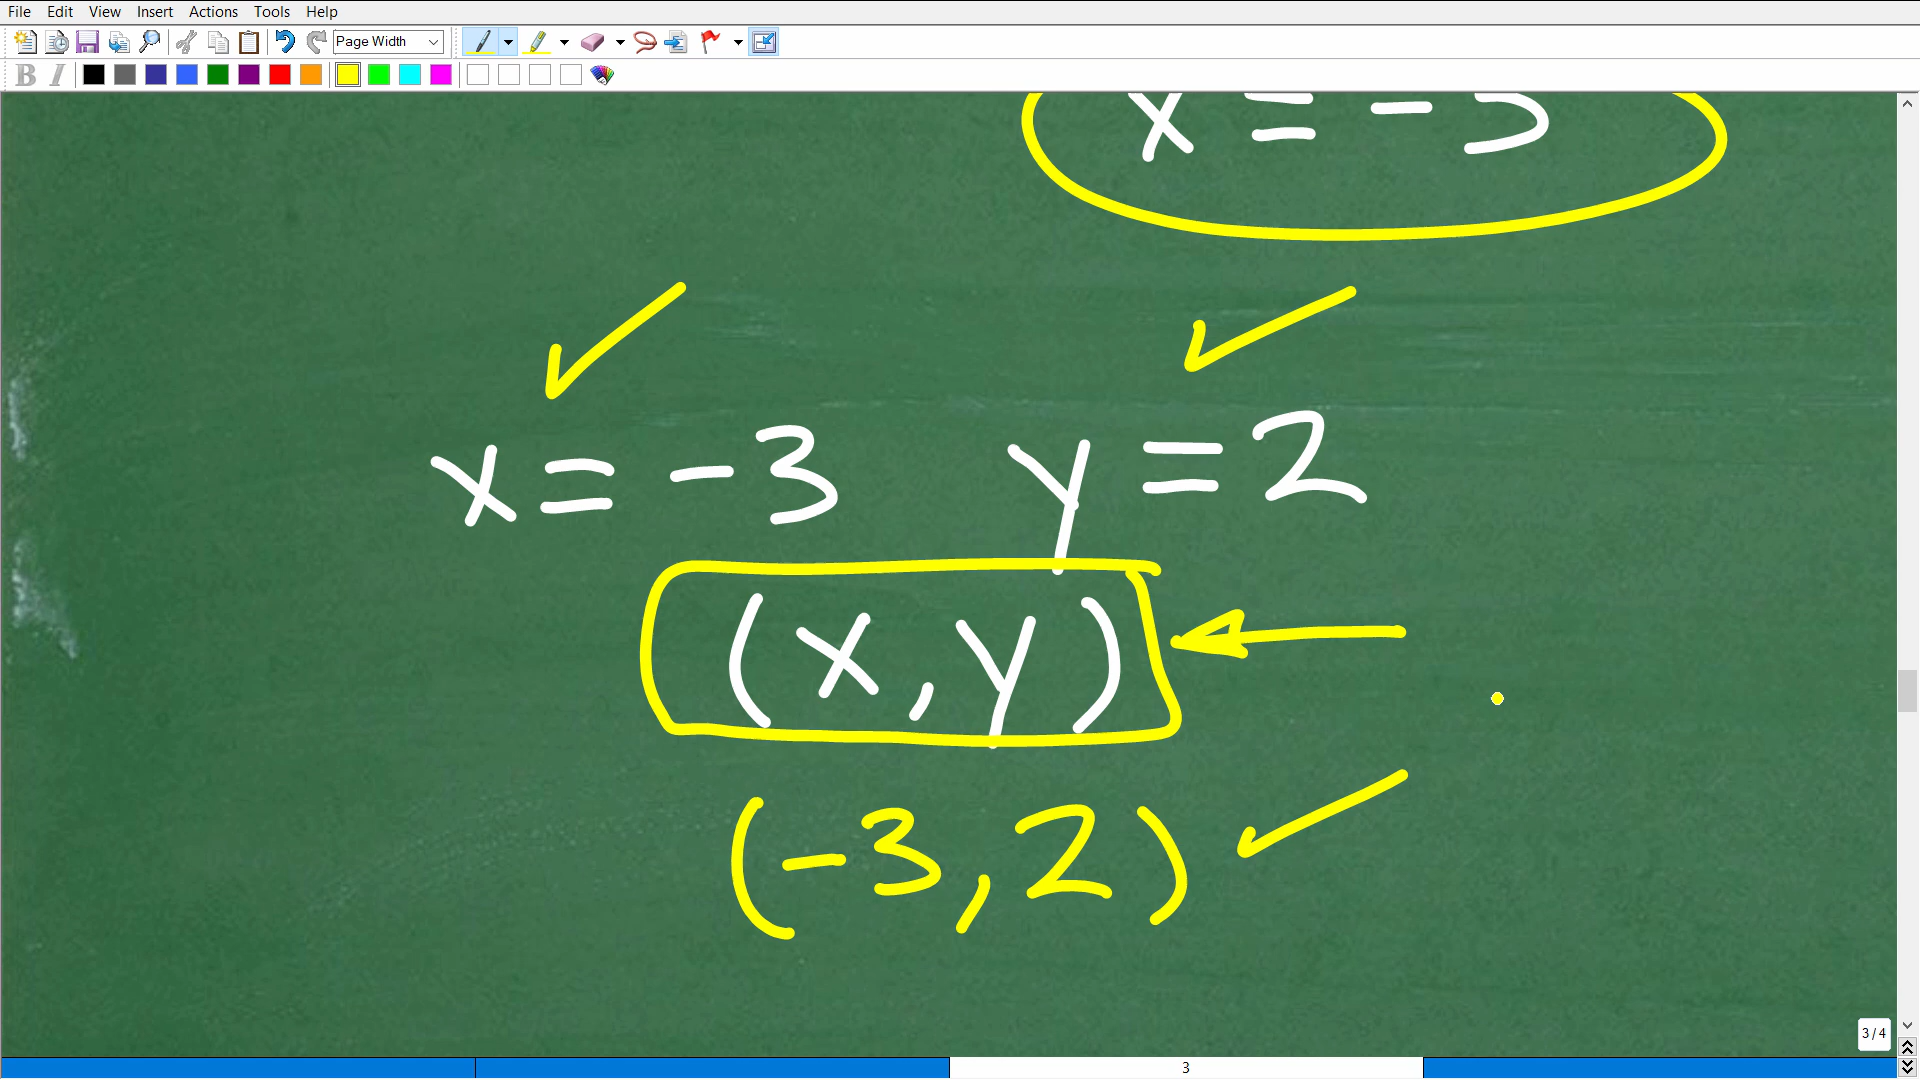 File Edit View Insert Actions Tools Help
Page Width
B I
x = -3
x = -3 y = 2
(x, y)
(-3, 2)
3 / 4
3